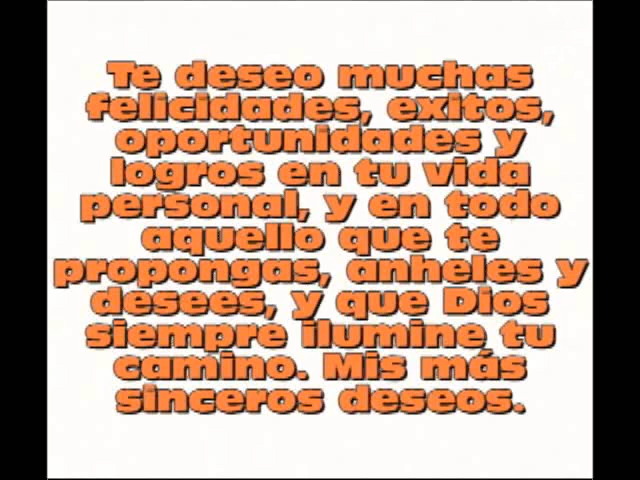 Te deseo muchas
felicidades, exitos,
oportunidades y
logros en tu vida
personal, y en todo
aquello que te
propongas, anheles y
desees, y que Dios
siempre ilumine tu
camino. Mis más
sinceros deseos.